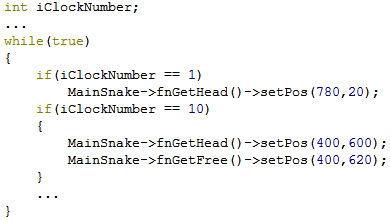 int iClockNumber;
...
while(true)
{
    if(iClockNumber == 1)
        MainSnake->fnGetHead()->setPos(780,20);
    if(iClockNumber == 10)
    {
        MainSnake->fnGetHead()->setPos(400,600);
        MainSnake->fnGetFree()->setPos(400,620);
    }
    ...
}